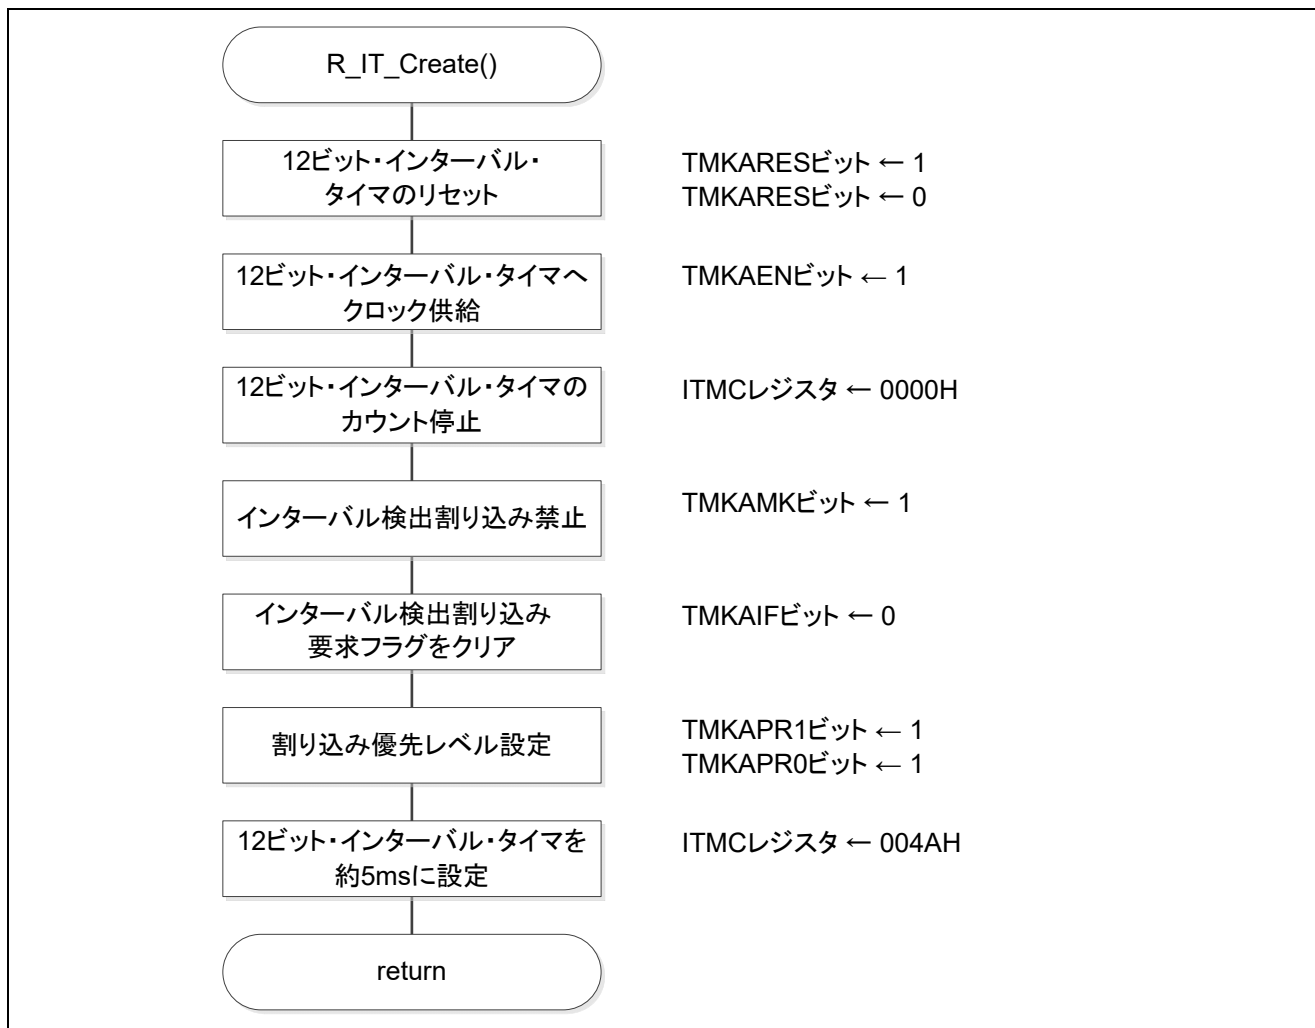 R_IT_Create()
12ビット・インターバル・
タイマのリセット
TMKARESビット ← 1
TMKARESビット ← 0
12ビット・インターバル・タイマへ
クロック供給
TMKAENビット ← 1
12ビット・インターバル・タイマの
カウント停止
ITMCレジスタ ← 0000H
インターバル検出割り込み禁止
TMKAMKビット ← 1
インターバル検出割り込み
要求フラグをクリア
TMKAIFビット ← 0
割り込み優先レベル設定
TMKAPR1ビット ← 1
TMKAPR0ビット ← 1
12ビット・インターバル・タイマを
約5msに設定
ITMCレジスタ ← 004AH
return